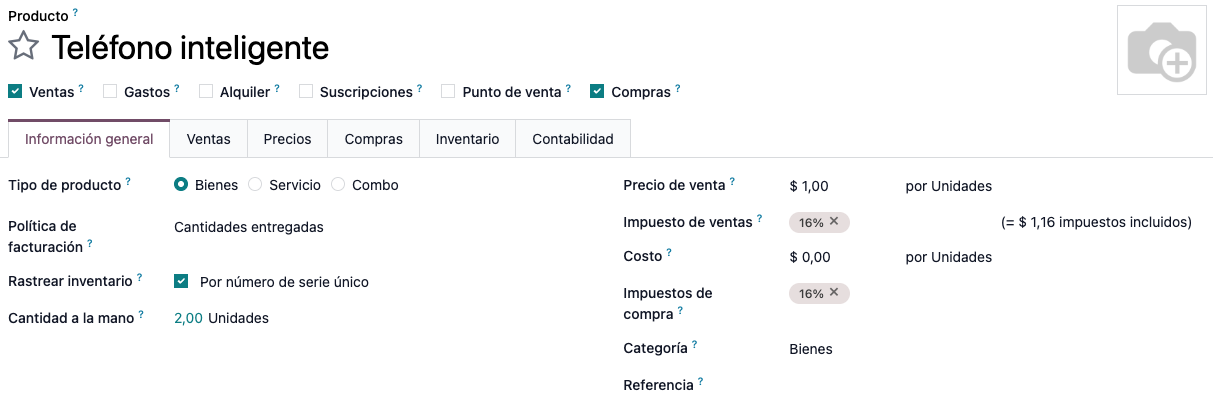 Producto ?
Teléfono inteligente
Ventas ? Gastos ? Alquiler ? Suscripciones ? Punto de venta ? Compras ?
Información general Ventas Precios Compras Inventario Contabilidad
Tipo de producto ? Bienes Servicio Combo
Política de
facturación ? Cantidades entregadas
Rastrear inventario ? Por número de serie único
Cantidad a la mano ? 2,00 Unidades
Precio de venta ? $ 1,00 por Unidades
Impuesto de ventas ? 16% × (= $ 1,16 impuestos incluidos)
Costo ? $ 0,00 por Unidades
Impuestos de
compra ? 16% ×
Categoría ? Bienes
Referencia ?